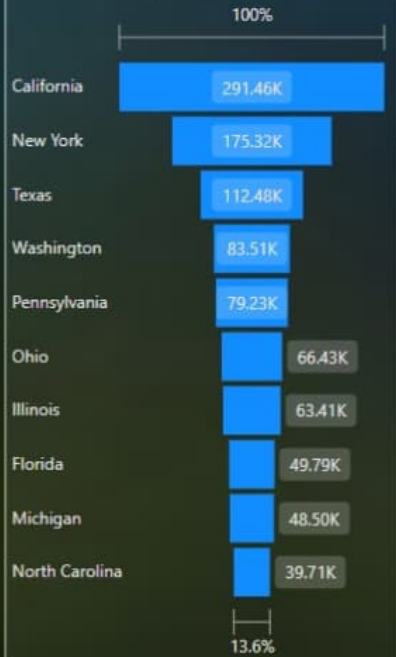 100%
California 291.46K
New York 175.32K
Texas 112.48K
Washington 83.51K
Pennsylvania 79.23K
Ohio 66.43K
Illinois 63.41K
Florida 49.79K
Michigan 48.50K
North Carolina 39.71K
13.6%